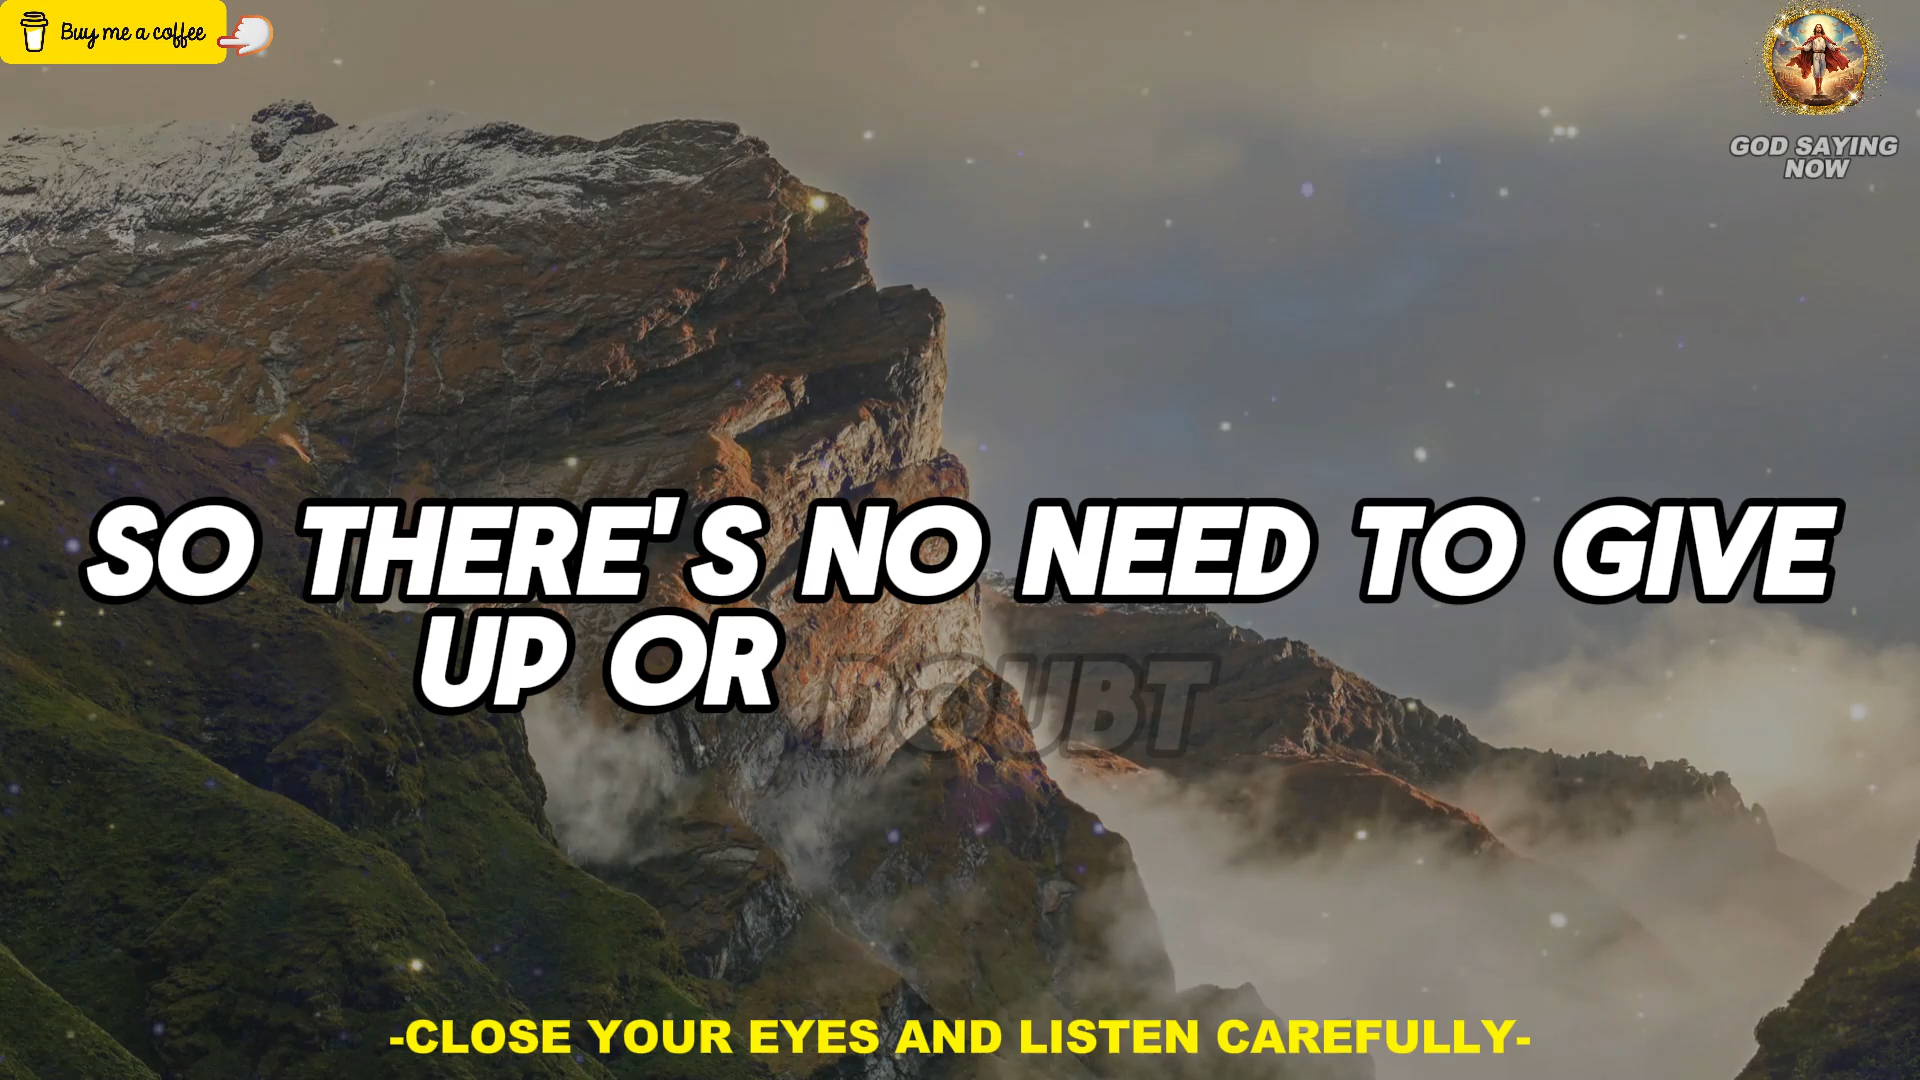 Buy me a coffee
GOD SAYING
NOW
SO THERE'S NO NEED TO GIVE
UP OR DOUBT
-CLOSE YOUR EYES AND LISTEN CAREFULLY-